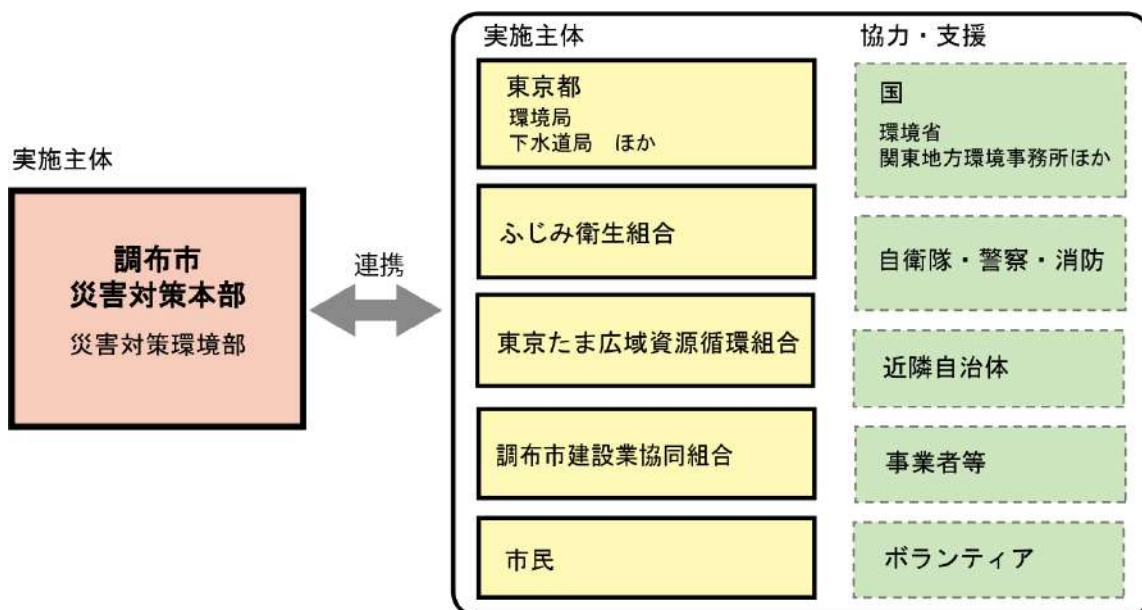 実施主体
調布市
災害対策本部
災害対策環境部
連携
実施主体
東京都
環境局
下水道局　ほか
ふじみ衛生組合
東京たま広域資源循環組合
調布市建設業協同組合
市民
協力・支援
国
環境省
関東地方環境事務所ほか
自衛隊・警察・消防
近隣自治体
事業者等
ボランティア